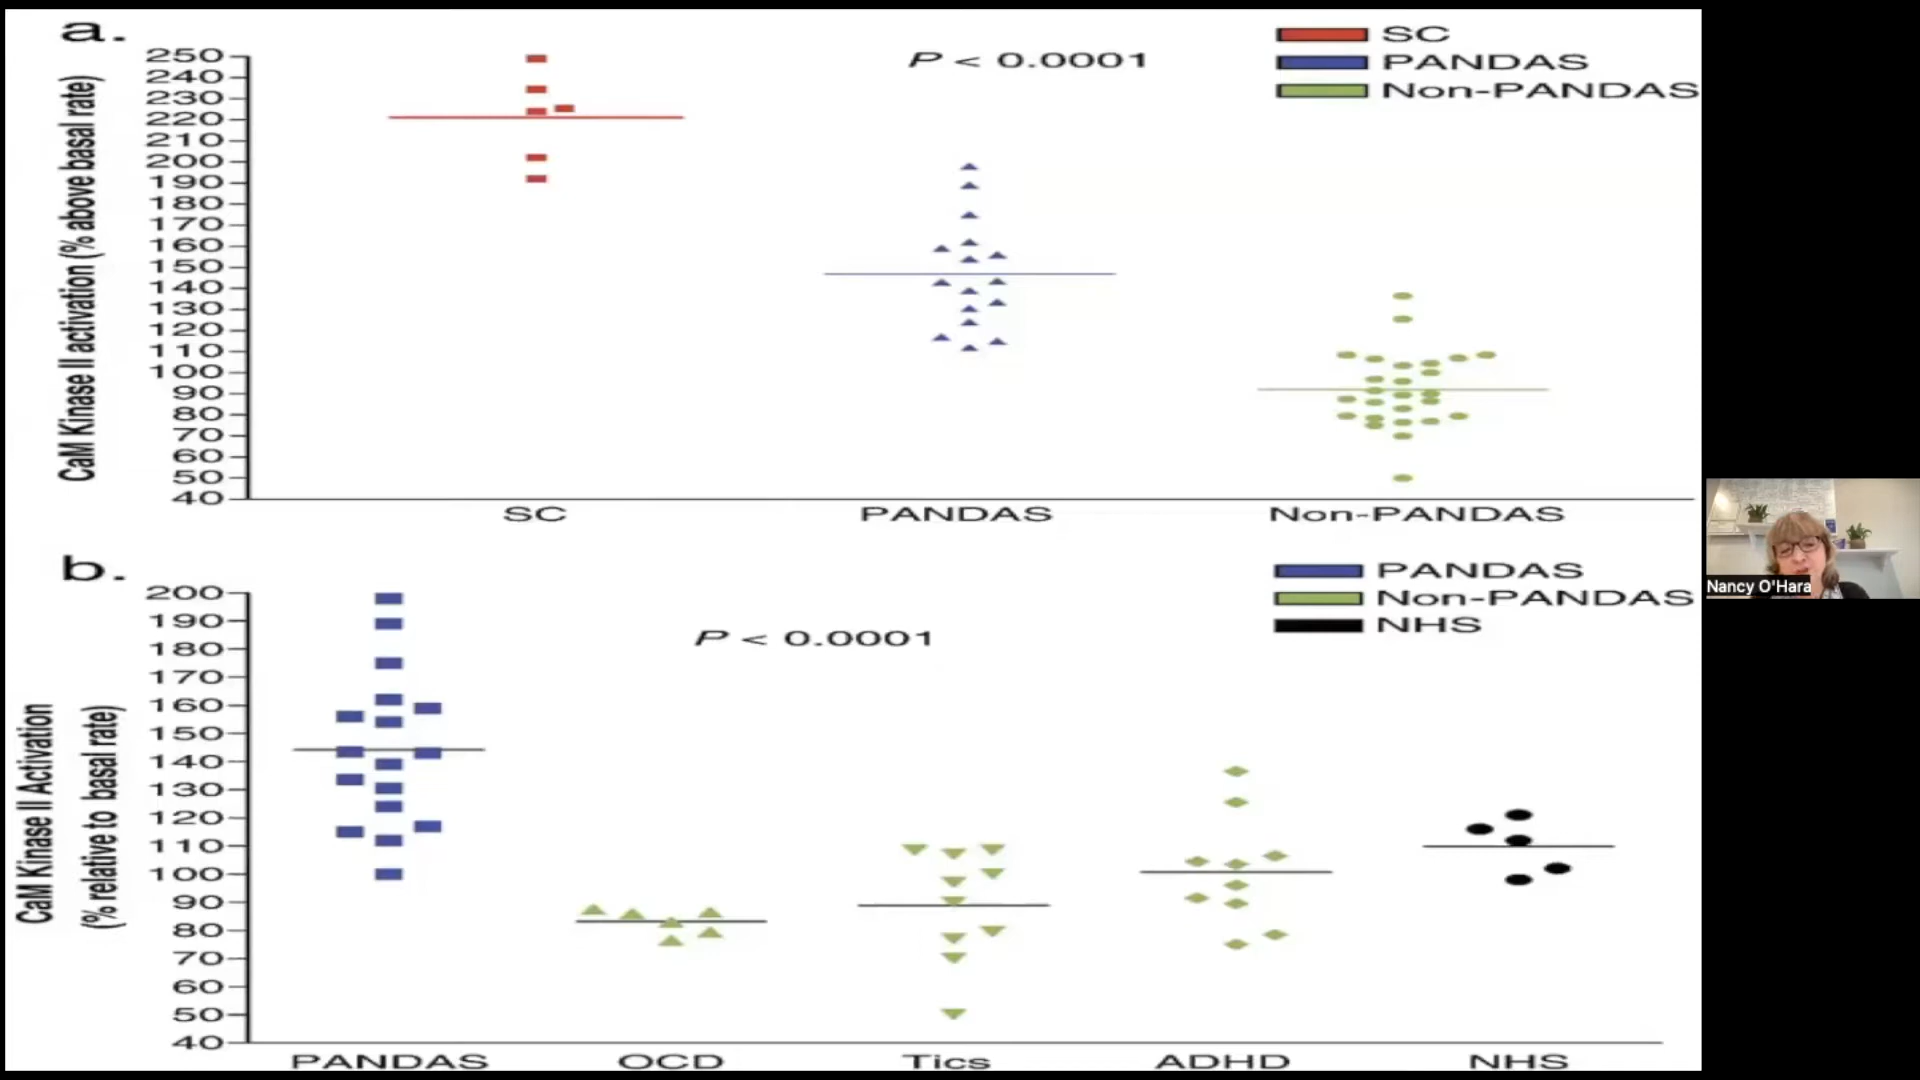 a.
SC
PANDAS
Non-PANDAS
P < 0.0001
CaM Kinase II activation (% above basal rate)
250
240
230
220
210
200
190
180
170
160
150
140
130
120
110
100
90
80
70
60
50
40
SC PANDAS Non-PANDAS
b.
PANDAS
Non-PANDAS
NHS
P < 0.0001
CaM Kinase II Activation
(% relative to basal rate)
200
190
180
170
160
150
140
130
120
110
100
90
80
70
60
50
40
PANDAS OCD Tics ADHD NHS
Nancy O'Hara